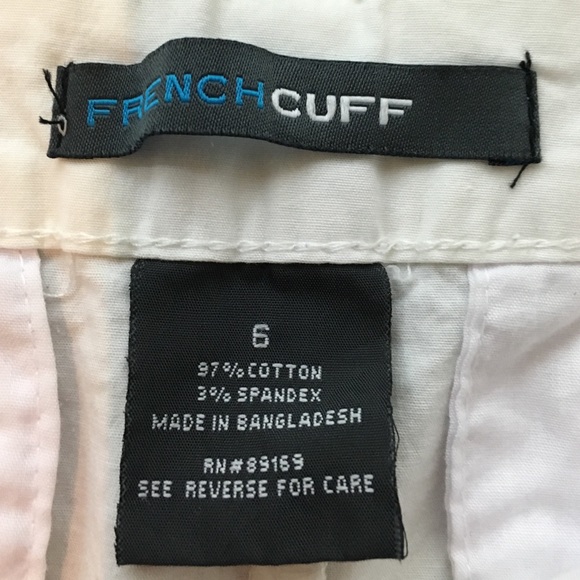 FRENCHCUFF
6
97% COTTON
3% SPANDEX
MADE IN BANGLADESH
RN#89169
SEE REVERSE FOR CARE